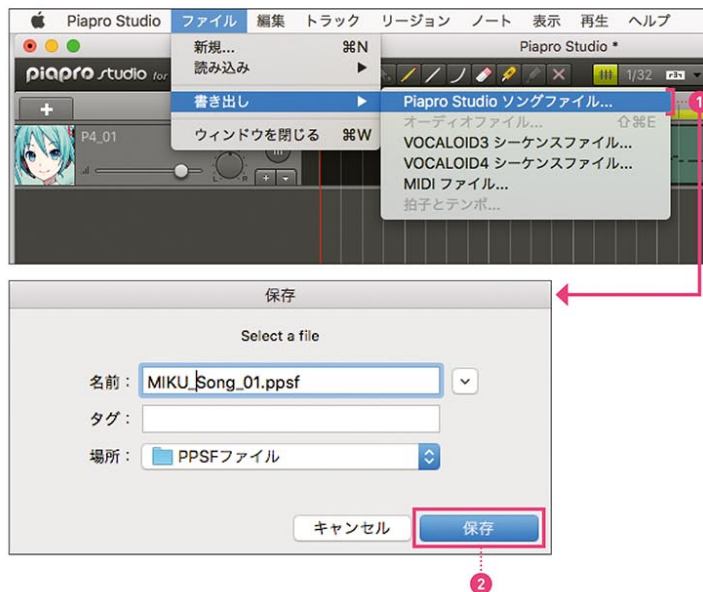 Piapro Studio ファイル 編集 トラック リージョン ノート 表示 再生 ヘルプ
Piapro Studio *
新規... ⌘N
読み込み ▶
書き出し ▶
ウィンドウを閉じる ⌘W
piapro studio for
1/32
Piapro Studio ソングファイル...
オーディオファイル... ⇧⌘E
VOCALOID3 シーケンスファイル...
VOCALOID4 シーケンスファイル...
MIDI ファイル...
拍子とテンポ...
1
P4_01
L R
保存
Select a file
名前： MIKU_Song_01.ppsf
タグ：
場所： PPSFファイル
キャンセル 保存
2